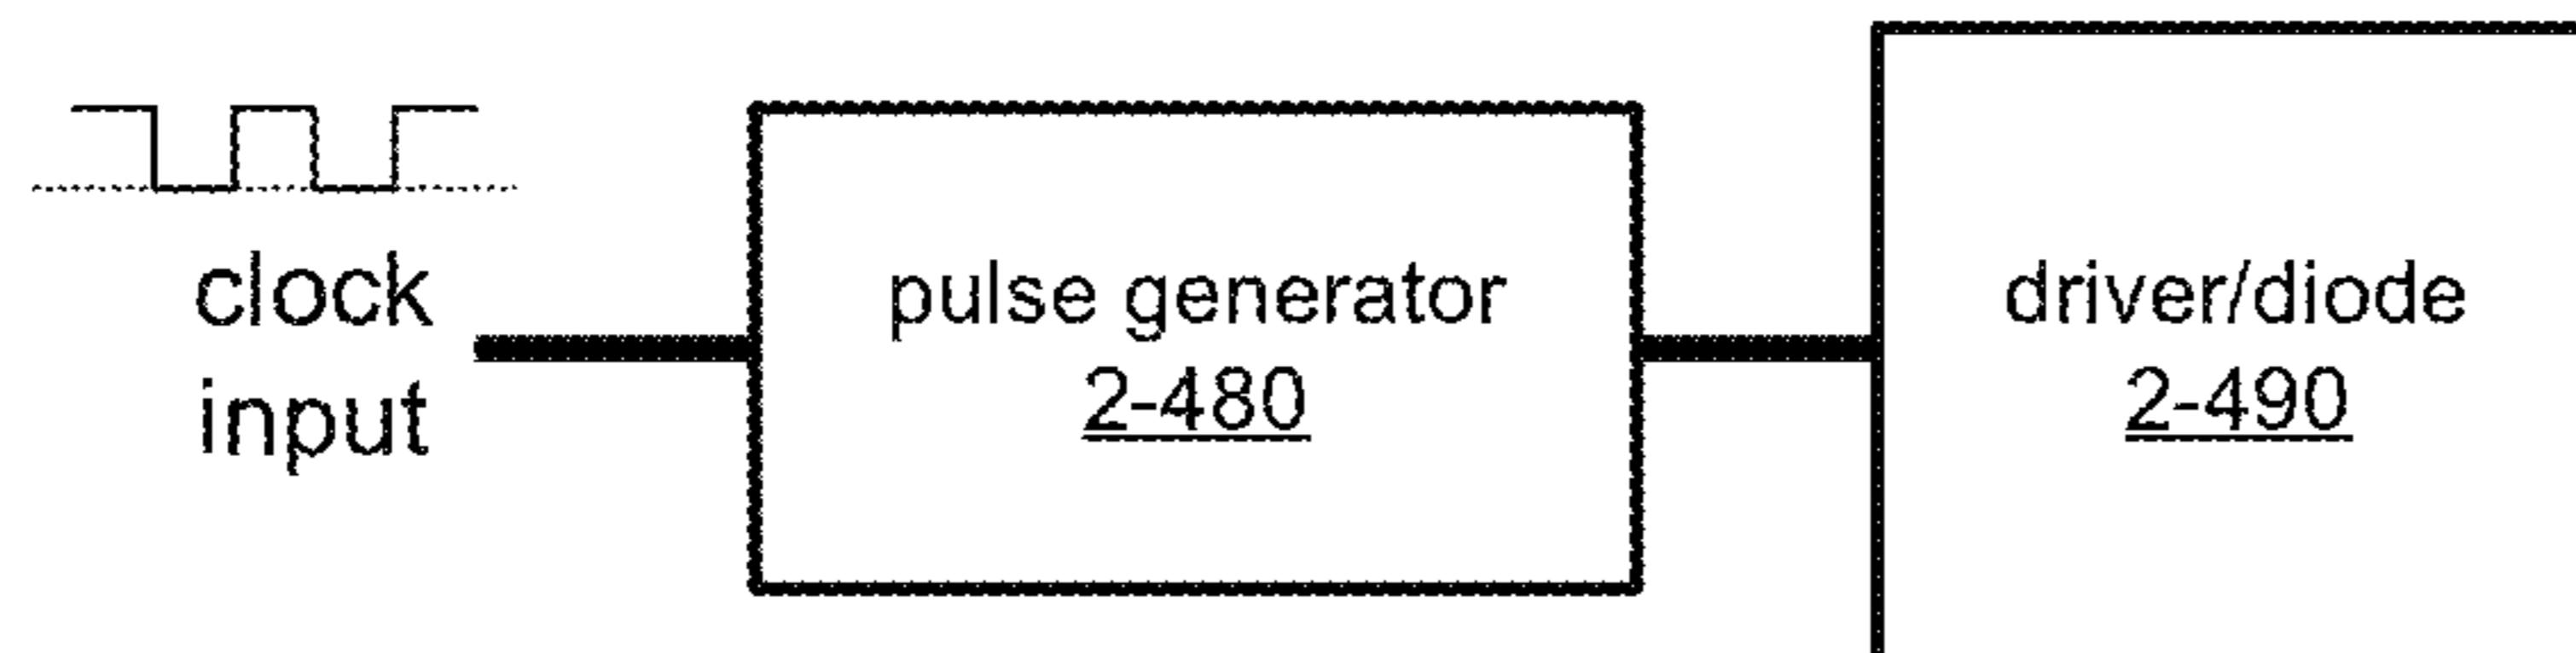 clock
input
pulse generator
2-480
driver/diode
2-490